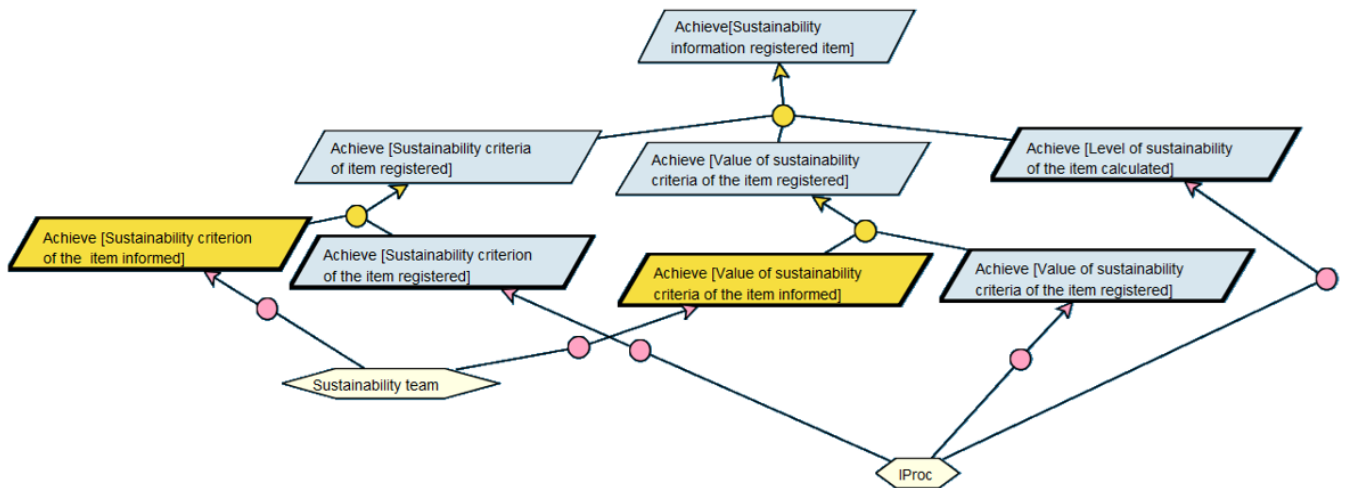 Achieve[Sustainability
information registered item]
Achieve [Sustainability criteria
of item registered]
Achieve [Value of sustainability
criteria of the item registered]
Achieve [Level of sustainability
of the item calculated]
Achieve [Sustainability criterion
of the  item informed]
Achieve [Sustainability criterion
of the item registered]
Achieve [Value of sustainability
criteria of the item informed]
Achieve [Value of sustainability
criteria of the item registered]
Sustainability team
IProc